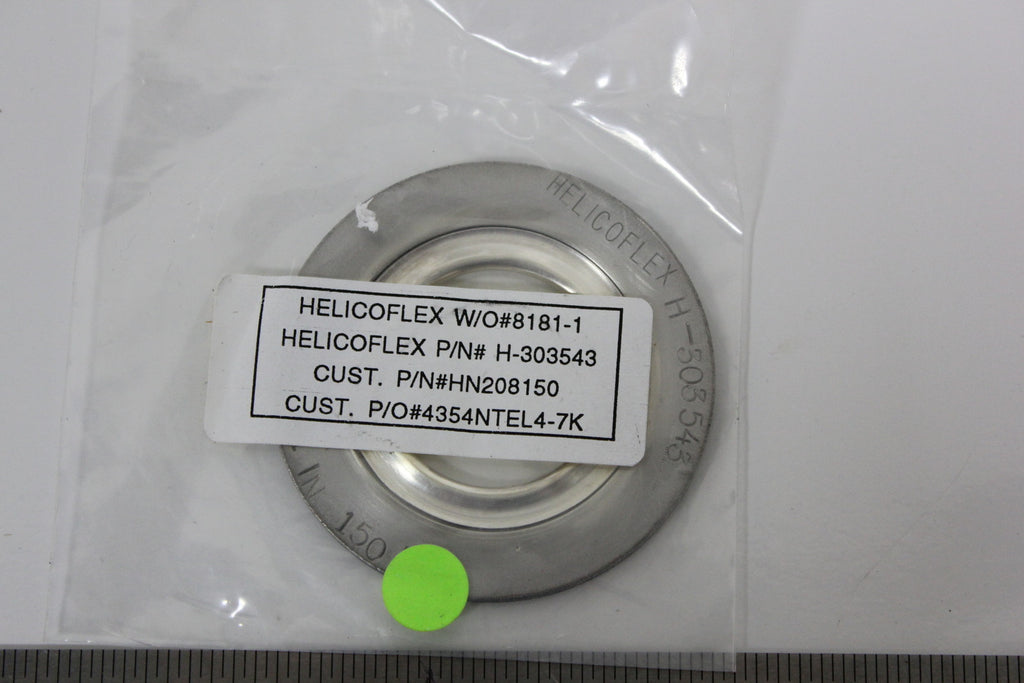 HELICOFLEX W/O#8181-1
HELICOFLEX P/N# H-303543
CUST. P/N#HN208150
CUST. P/O#4354NTEL4-7K
HELICOFLEX H-303543
IN 150